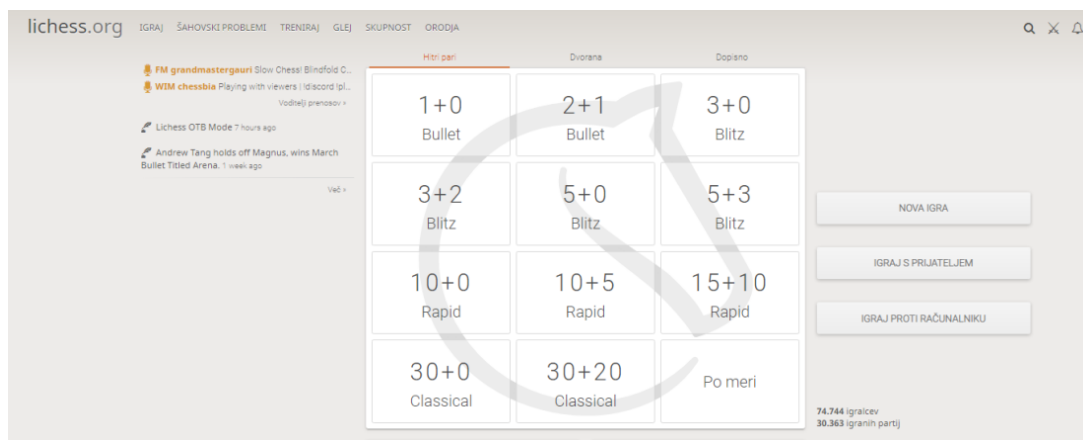 lichess.org IGRAJ ŠAHOVSKI PROBLEMI TRENIRAJ GLEJ SKUPNOST ORODJA
FM grandmastergauri Slow Chess! Blindfold C...
WIM chessbia Playing with viewers | !discord !pl...
Voditelji prenosov »
Lichess OTB Mode 7 hours ago
Andrew Tang holds off Magnus, wins March
Bullet Titled Arena. 1 week ago
Več »
Hitri pari Dvorana Dopisno
1+0 2+1 3+0
Bullet Bullet Blitz
3+2 5+0 5+3
Blitz Blitz Blitz
10+0 10+5 15+10
Rapid Rapid Rapid
30+0 30+20 Po meri
Classical Classical
NOVA IGRA
IGRAJ S PRIJATELJEM
IGRAJ PROTI RAČUNALNIKU
74.744 igralcev
30.363 igranih partij